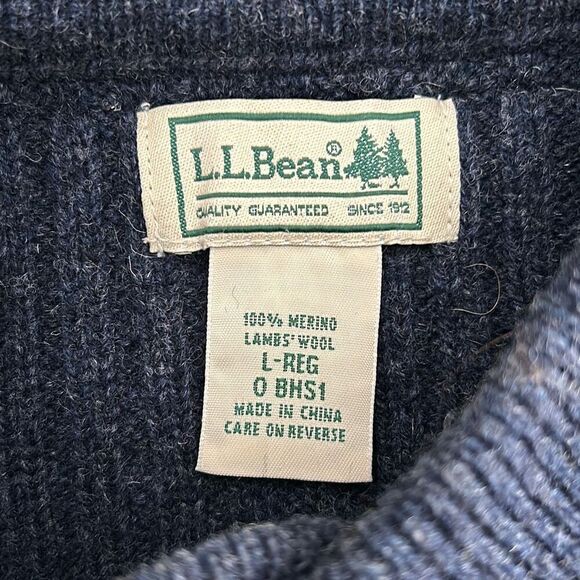 L.L.Bean®
QUALITY GUARANTEED SINCE 1912
100% MERINO
LAMBS' WOOL
L-REG
0 BHS1
MADE IN CHINA
CARE ON REVERSE